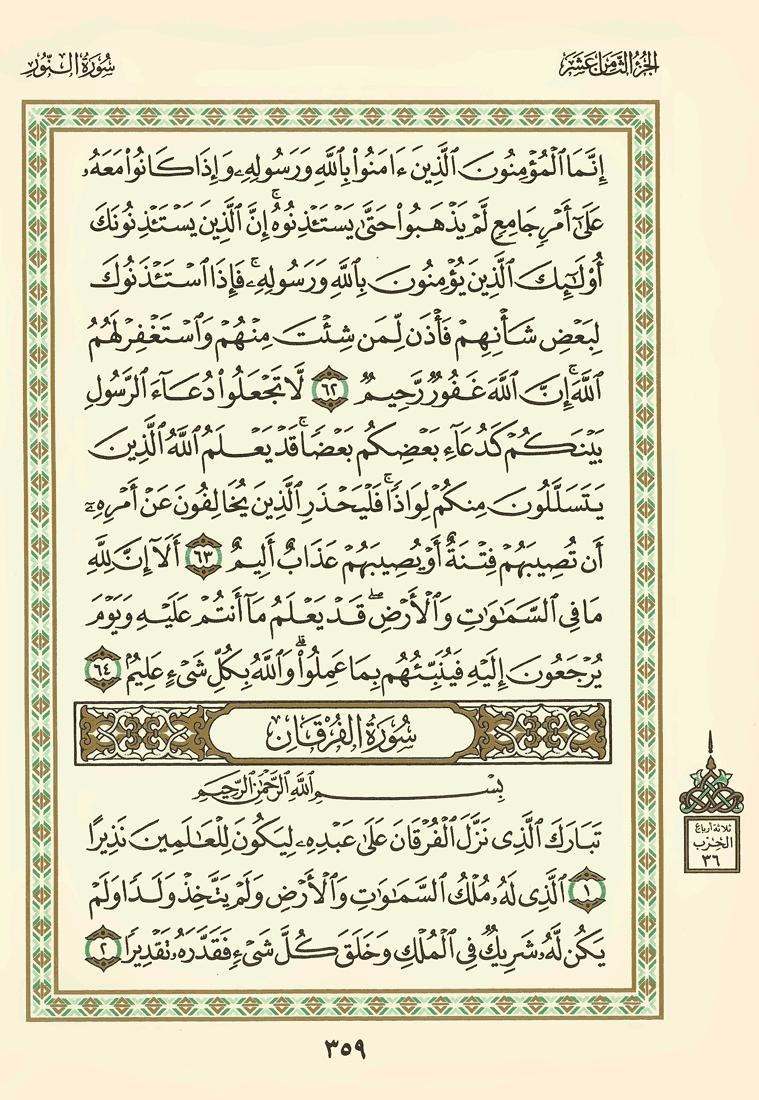 الجزء الثامن عشر
سورة النور
إِنَّمَا ٱلْمُؤْمِنُونَ ٱلَّذِينَ ءَامَنُوا۟ بِٱللَّهِ وَرَسُولِهِۦ وَإِذَا كَانُوا۟ مَعَهُۥ
عَلَىٰٓ أَمْرٍ جَامِعٍ لَّمْ يَذْهَبُوا۟ حَتَّىٰ يَسْتَـْٔذِنُوهُ ۚ إِنَّ ٱلَّذِينَ يَسْتَـْٔذِنُونَكَ
أُو۟لَـٰٓئِكَ ٱلَّذِينَ يُؤْمِنُونَ بِٱللَّهِ وَرَسُولِهِۦ ۚ فَإِذَا ٱسْتَـْٔذَنُوكَ
لِبَعْضِ شَأْنِهِمْ فَأْذَن لِّمَن شِئْتَ مِنْهُمْ وَٱسْتَغْفِرْ لَهُمُ
ٱللَّهَ ۚ إِنَّ ٱللَّهَ غَفُورٌ رَّحِيمٌ ٦٢ لَّا تَجْعَلُوا۟ دُعَآءَ ٱلرَّسُولِ
بَيْنَكُمْ كَدُعَآءِ بَعْضِكُم بَعْضًا ۚ قَدْ يَعْلَمُ ٱللَّهُ ٱلَّذِينَ
يَتَسَلَّلُونَ مِنكُمْ لِوَاذًا ۚ فَلْيَحْذَرِ ٱلَّذِينَ يُخَالِفُونَ عَنْ أَمْرِهِۦٓ
أَن تُصِيبَهُمْ فِتْنَةٌ أَوْ يُصِيبَهُمْ عَذَابٌ أَلِيمٌ ٦٣ أَلَآ إِنَّ لِلَّهِ
مَا فِى ٱلسَّمَـٰوَٰتِ وَٱلْأَرْضِ ۖ قَدْ يَعْلَمُ مَآ أَنتُمْ عَلَيْهِ وَيَوْمَ
يُرْجَعُونَ إِلَيْهِ فَيُنَبِّئُهُم بِمَا عَمِلُوا۟ ۗ وَٱللَّهُ بِكُلِّ شَىْءٍ عَلِيمٌۢ ٦٤
سُورَةُ الفُرْقَانِ
بِسْمِ ٱللَّهِ ٱلرَّحْمَـٰنِ ٱلرَّحِيمِ
تَبَارَكَ ٱلَّذِى نَزَّلَ ٱلْفُرْقَانَ عَلَىٰ عَبْدِهِۦ لِيَكُونَ لِلْعَـٰلَمِينَ نَذِيرًا
١ ٱلَّذِى لَهُۥ مُلْكُ ٱلسَّمَـٰوَٰتِ وَٱلْأَرْضِ وَلَمْ يَتَّخِذْ وَلَدًا وَلَمْ
يَكُن لَّهُۥ شَرِيكٌ فِى ٱلْمُلْكِ وَخَلَقَ كُلَّ شَىْءٍ فَقَدَّرَهُۥ تَقْدِيرًا ٢
ثلاثة أرباع
الحزب
٣٦
٣٥٩